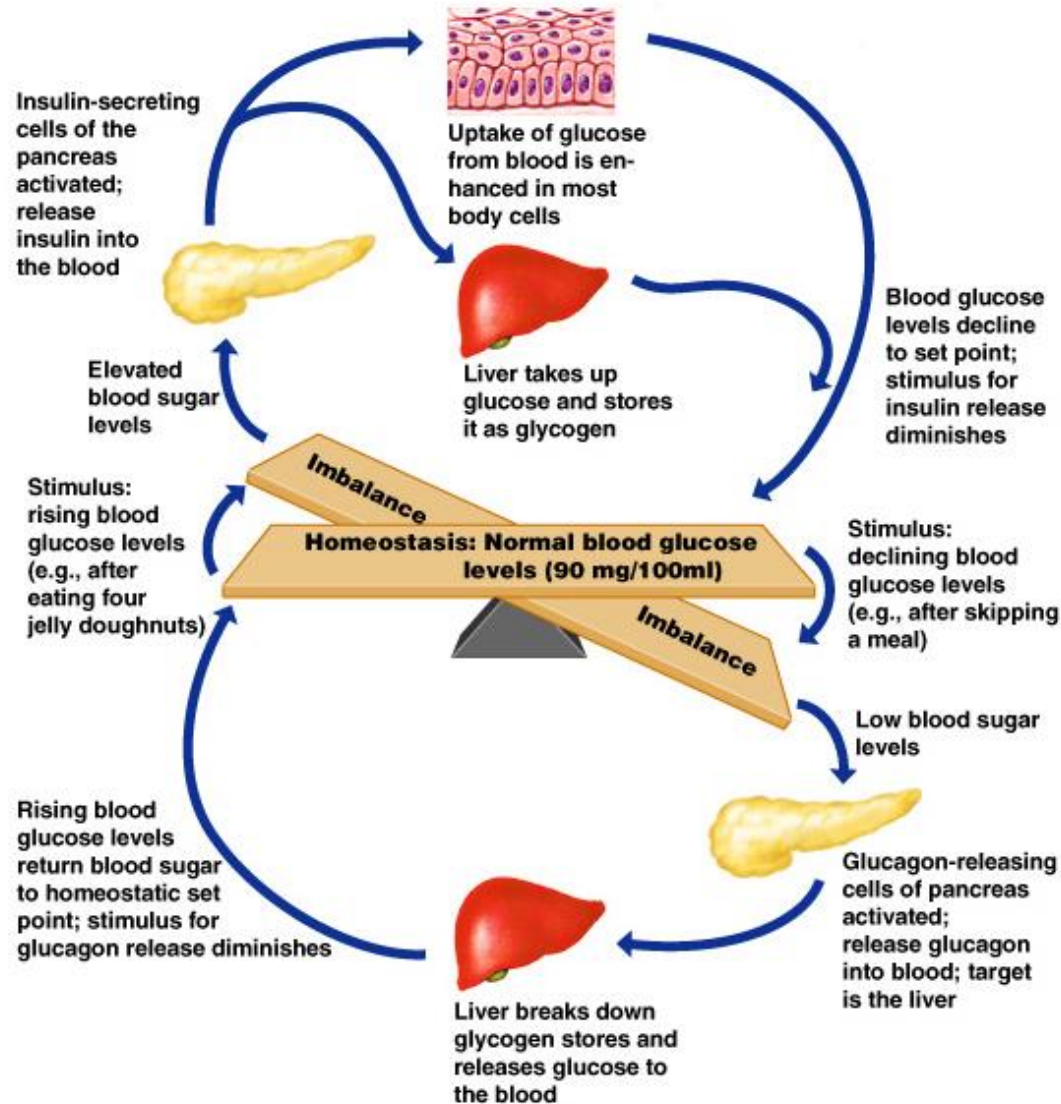 Insulin-secreting
cells of the
pancreas
activated;
release
insulin into
the blood
Uptake of glucose
from blood is en-
hanced in most
body cells
Elevated
blood sugar
levels
Liver takes up
glucose and stores
it as glycogen
Blood glucose
levels decline
to set point;
stimulus for
insulin release
diminishes
Stimulus:
rising blood
glucose levels
(e.g., after
eating four
jelly doughnuts)
Imbalance
Homeostasis: Normal blood glucose
levels (90 mg/100ml)
Imbalance
Stimulus:
declining blood
glucose levels
(e.g., after skipping
a meal)
Low blood sugar
levels
Rising blood
glucose levels
return blood sugar
to homeostatic set
point; stimulus for
glucagon release diminishes
Glucagon-releasing
cells of pancreas
activated;
release glucagon
into blood; target
is the liver
Liver breaks down
glycogen stores and
releases glucose to
the blood